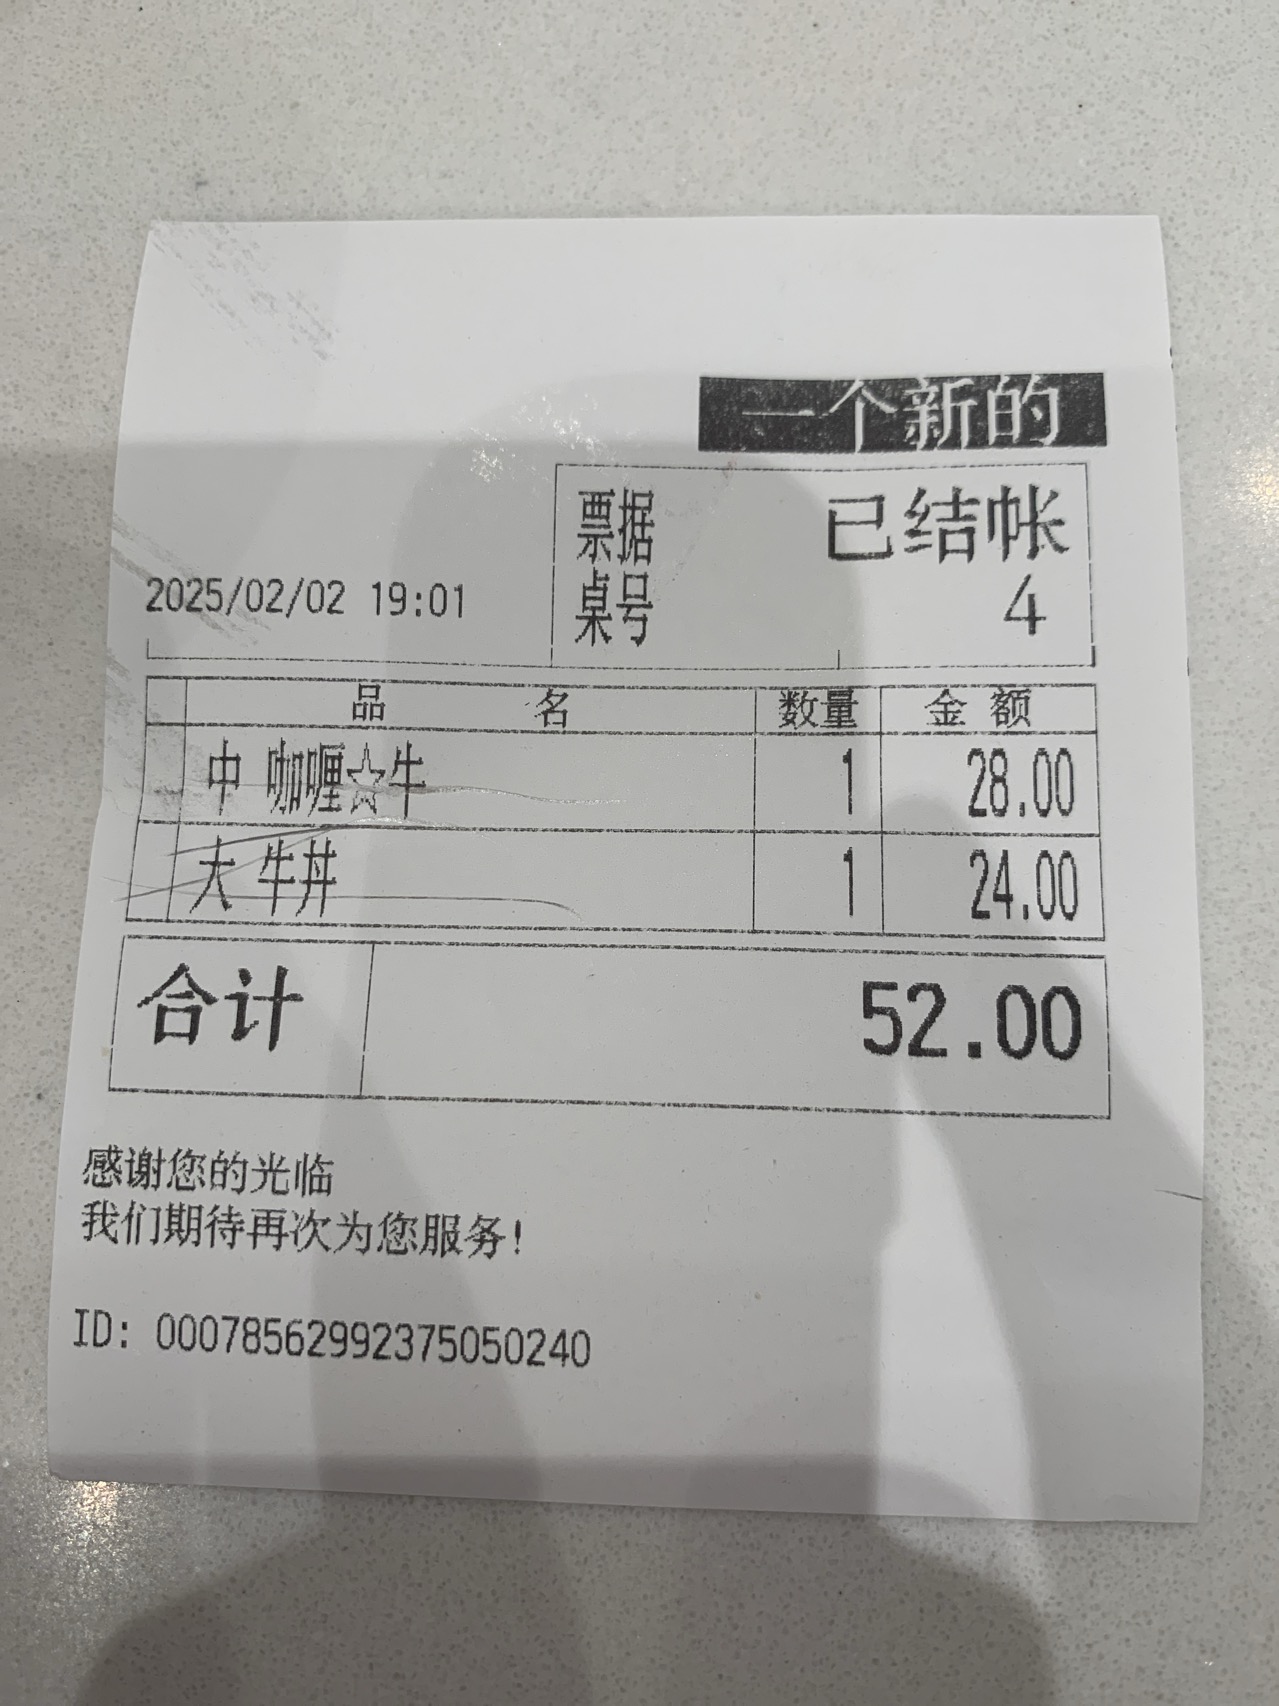 一个新的
票据 已结帐
2025/02/02 19:01 桌号 4
品 名 数量 金 额
中 咖喱☆牛 1 28.00
大 牛丼 1 24.00
合计 52.00
感谢您的光临
我们期待再次为您服务!
ID: 00078562992375050240